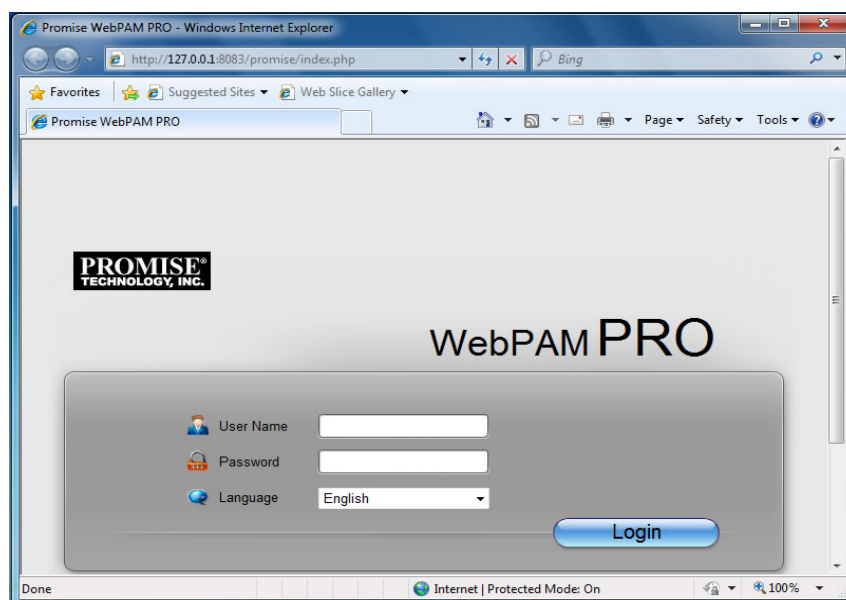 Promise WebPAM PRO - Windows Internet Explorer
http://127.0.0.1:8083/promise/index.php
Bing
Favorites Suggested Sites Web Slice Gallery
Promise WebPAM PRO Page Safety Tools
PROMISE®
TECHNOLOGY, INC.
WebPAM PRO
User Name
Password
Language English
Login
Done Internet | Protected Mode: On 100%